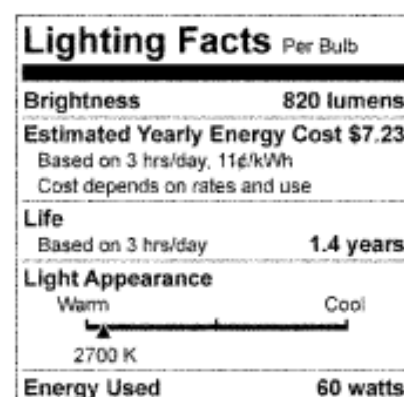 Lighting Facts Per Bulb
Brightness 820 lumens
Estimated Yearly Energy Cost $7.23
Based on 3 hrs/day, 11¢/kWh
Cost depends on rates and use
Life
Based on 3 hrs/day 1.4 years
Light Appearance
Warm Cool
2700 K
Energy Used 60 watts